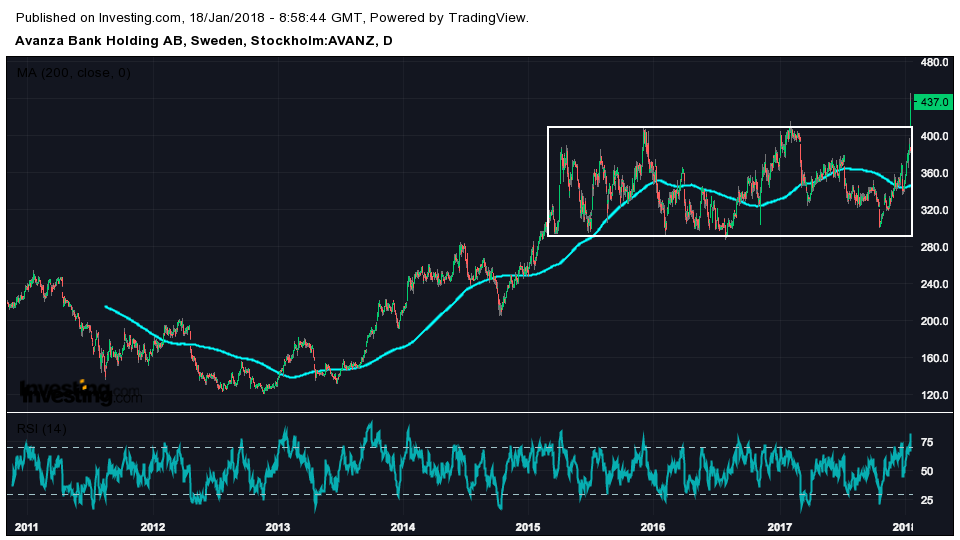 Published on Investing.com, 18/Jan/2018 - 8:58:44 GMT, Powered by TradingView.
Avanza Bank Holding AB, Sweden, Stockholm:AVANZ, D
MA (200, close, 0)
480.0
437.0
400.0
360.0
320.0
280.0
240.0
200.0
160.0
120.0
Investing.com
Investing.com
RSI (14)
75
50
25
2011 2012 2013 2014 2015 2016 2017 2018